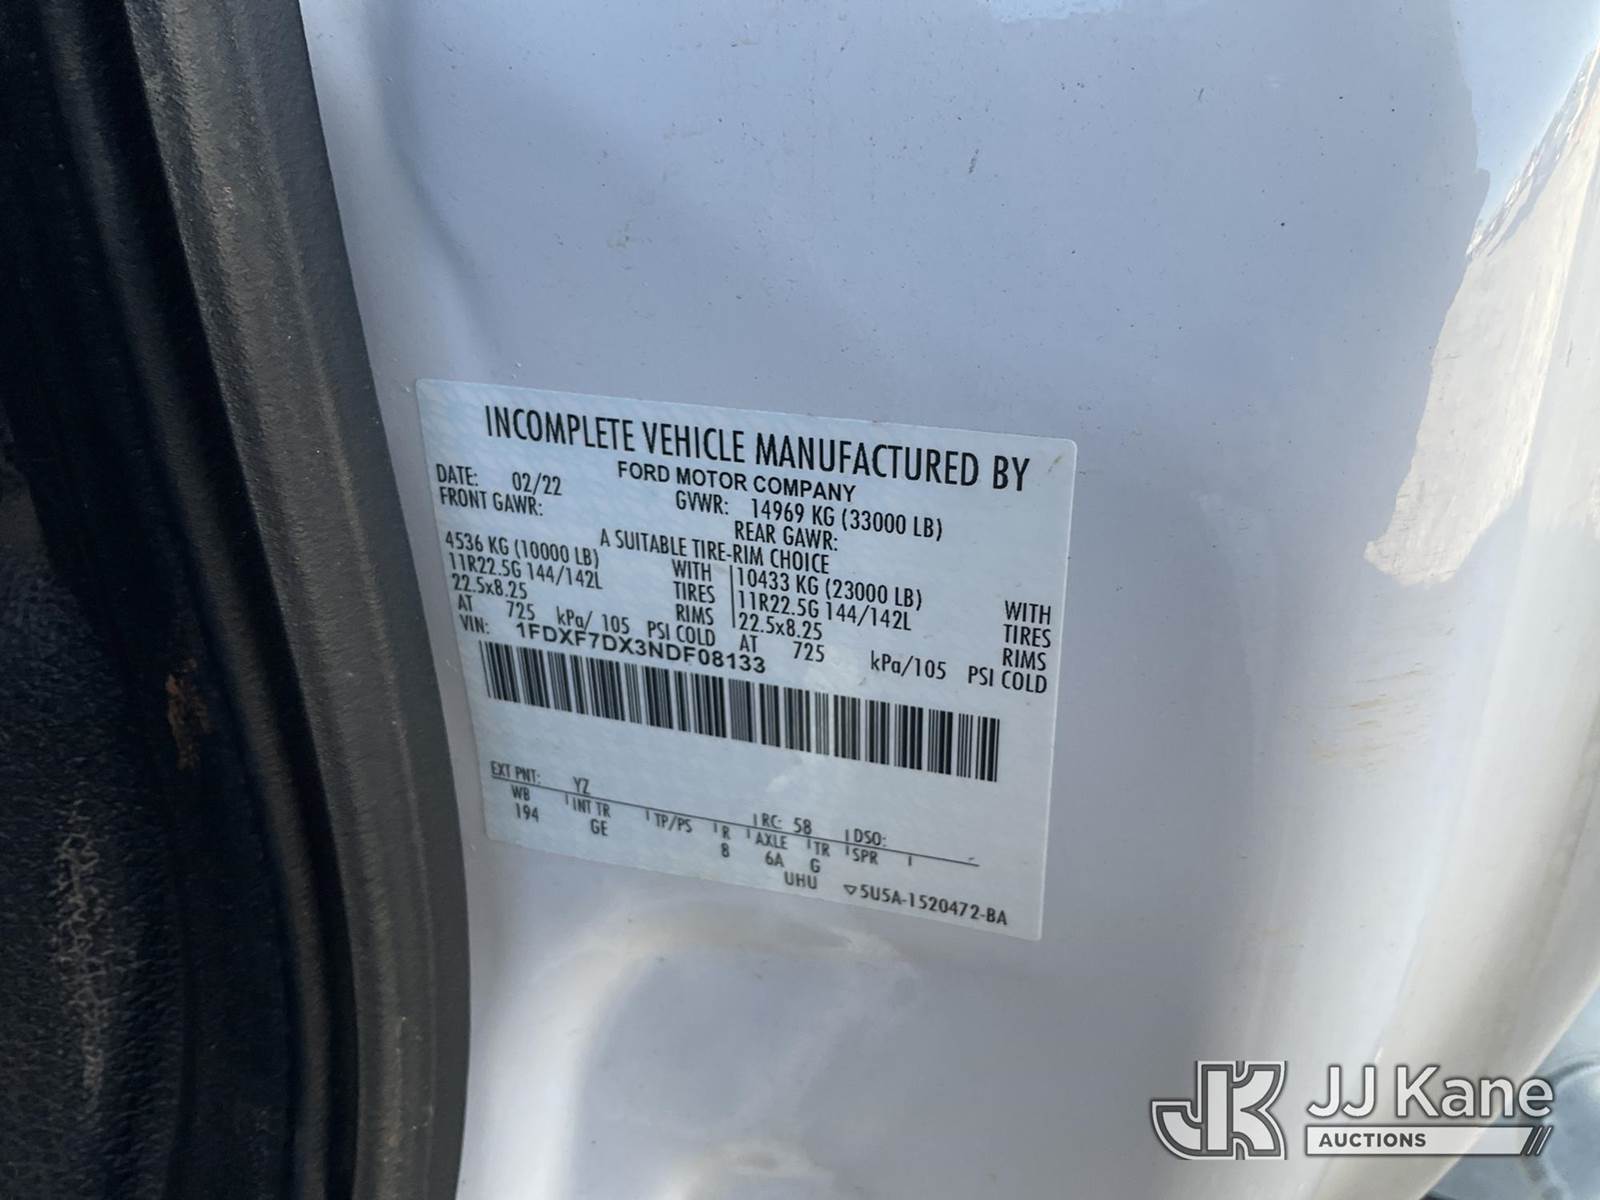 INCOMPLETE VEHICLE MANUFACTURED BY
FORD MOTOR COMPANY
DATE: 02/22 GVWR: 14969 KG (33000 LB)
FRONT GAWR: REAR GAWR:
A SUITABLE TIRE-RIM CHOICE
4536 KG (10000 LB) WITH 10433 KG (23000 LB) WITH
11R22.5G 144/142L TIRES 11R22.5G 144/142L TIRES
22.5x8.25 RIMS 22.5x8.25 RIMS
AT 725 kPa/ 105 PSI COLD AT 725 kPa/105 PSI COLD
VIN: 1FDXF7DX3NDF08133
EXT PNT: YZ RC: 58 DSO:
WB INT TR TP/PS R AXLE TR SPR
194 GE 8 6A G
UHU 5U5A-1520472-BA
JK JJ Kane
AUCTIONS